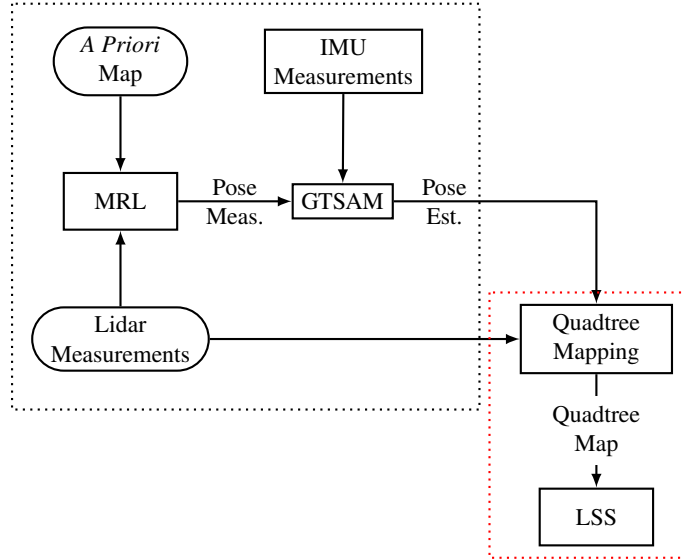 A Priori
Map
IMU
Measurements
MRL
Pose
Meas.
GTSAM
Pose
Est.
Lidar
Measurements
Quadtree
Mapping
Quadtree
Map
LSS